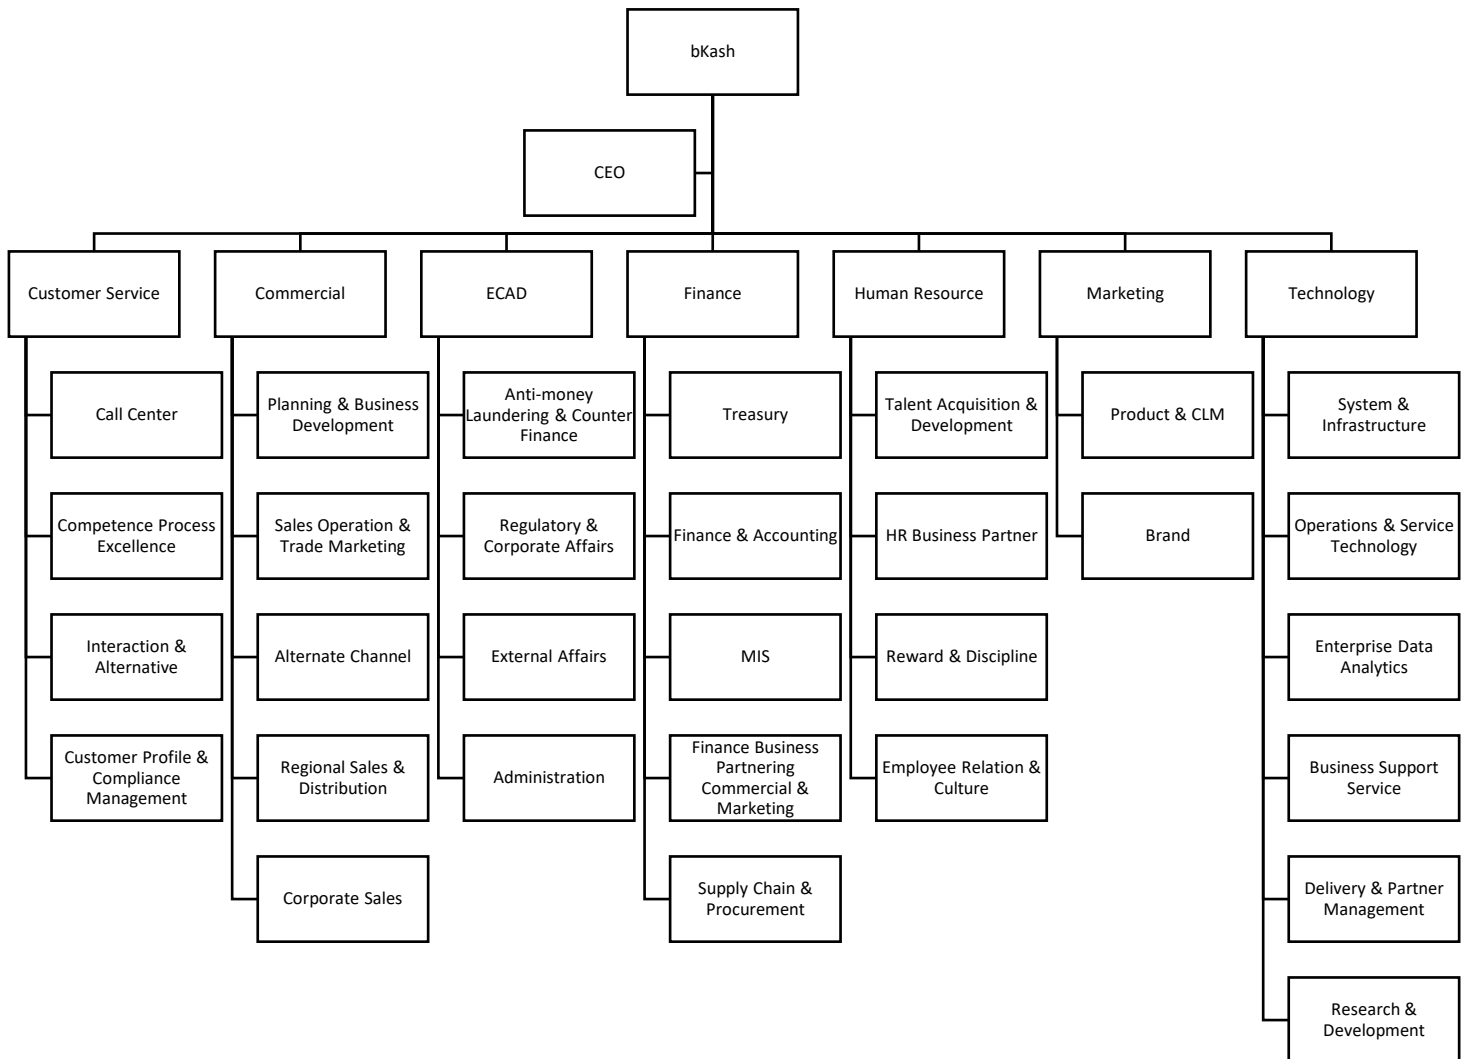 bKash
CEO
Customer Service
Commercial
ECAD
Finance
Human Resource
Marketing
Technology
Call Center
Competence Process
Excellence
Interaction &
Alternative
Customer Profile &
Compliance
Management
Planning & Business
Development
Sales Operation &
Trade Marketing
Alternate Channel
Regional Sales &
Distribution
Corporate Sales
Anti-money
Laundering & Counter
Finance
Regulatory &
Corporate Affairs
External Affairs
Administration
Treasury
Finance & Accounting
MIS
Finance Business
Partnering
Commercial &
Marketing
Supply Chain &
Procurement
Talent Acquisition &
Development
HR Business Partner
Reward & Discipline
Employee Relation &
Culture
Product & CLM
Brand
System &
Infrastructure
Operations & Service
Technology
Enterprise Data
Analytics
Business Support
Service
Delivery & Partner
Management
Research &
Development